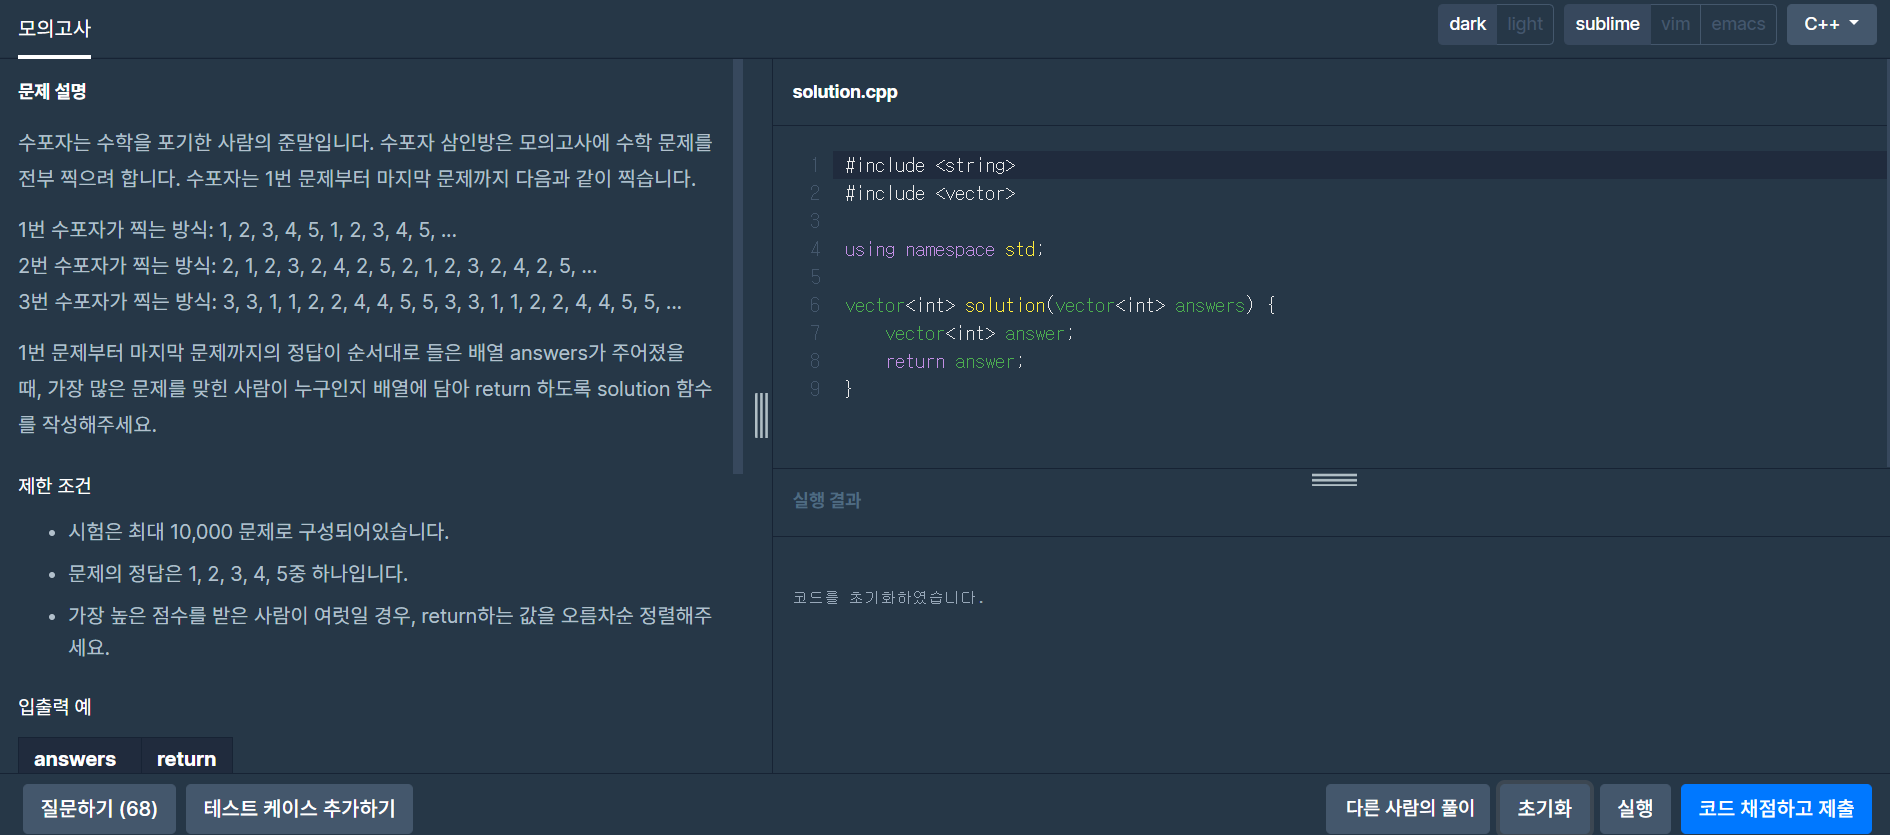 모의고사
dark light sublime vim emacs C++
문제 설명
수포자는 수학을 포기한 사람의 준말입니다. 수포자 삼인방은 모의고사에 수학 문제를
전부 찍으려 합니다. 수포자는 1번 문제부터 마지막 문제까지 다음과 같이 찍습니다.
1번 수포자가 찍는 방식: 1, 2, 3, 4, 5, 1, 2, 3, 4, 5, ...
2번 수포자가 찍는 방식: 2, 1, 2, 3, 2, 4, 2, 5, 2, 1, 2, 3, 2, 4, 2, 5, ...
3번 수포자가 찍는 방식: 3, 3, 1, 1, 2, 2, 4, 4, 5, 5, 3, 3, 1, 1, 2, 2, 4, 4, 5, 5, ...
1번 문제부터 마지막 문제까지의 정답이 순서대로 들은 배열 answers가 주어졌을
때, 가장 많은 문제를 맞힌 사람이 누구인지 배열에 담아 return 하도록 solution 함수
를 작성해주세요.
제한 조건
• 시험은 최대 10,000 문제로 구성되어있습니다.
• 문제의 정답은 1, 2, 3, 4, 5중 하나입니다.
• 가장 높은 점수를 받은 사람이 여럿일 경우, return하는 값을 오름차순 정렬해주
세요.
입출력 예
answers return
solution.cpp
1 #include <string>
2 #include <vector>
3
4 using namespace std;
5
6 vector<int> solution(vector<int> answers) {
7     vector<int> answer;
8     return answer;
9 }
실행 결과
코드를 초기화하였습니다.
질문하기 (68) 테스트 케이스 추가하기 다른 사람의 풀이 초기화 실행 코드 채점하고 제출